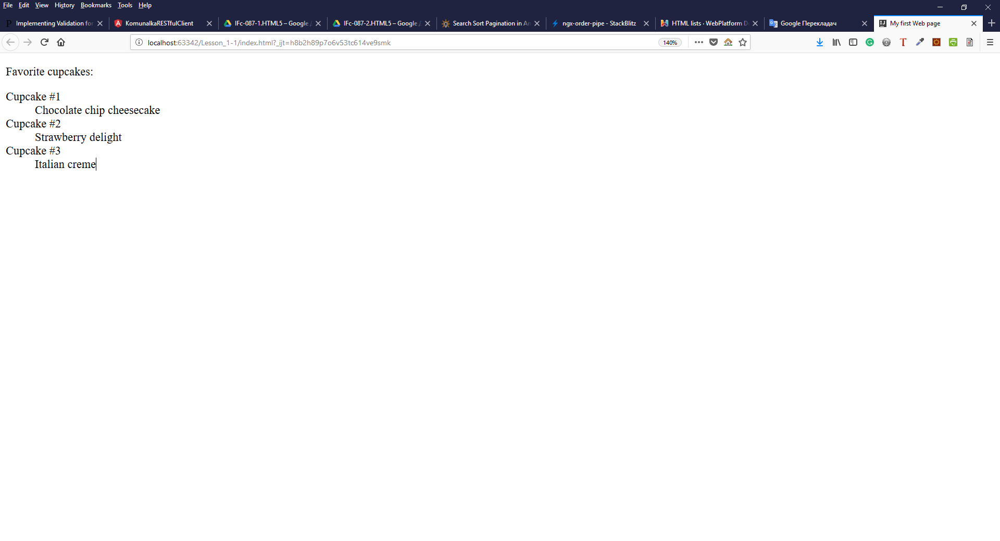 File Edit View History Bookmarks Tools Help
Implementing Validation for
KomunalkaRESTfulClient
IFc-087-1.HTML5 – Google
IFc-087-2.HTML5 – Google
Search Sort Pagination in An
ngx-order-pipe - StackBlitz
HTML lists · WebPlatform D
Google Перекладач
My first Web page
localhost:63342/Lesson_1-1/index.html?_ijt=h8b2h89p7o6v53tc614ve9smk
140%
Favorite cupcakes:
Cupcake #1
Chocolate chip cheesecake
Cupcake #2
Strawberry delight
Cupcake #3
Italian creme